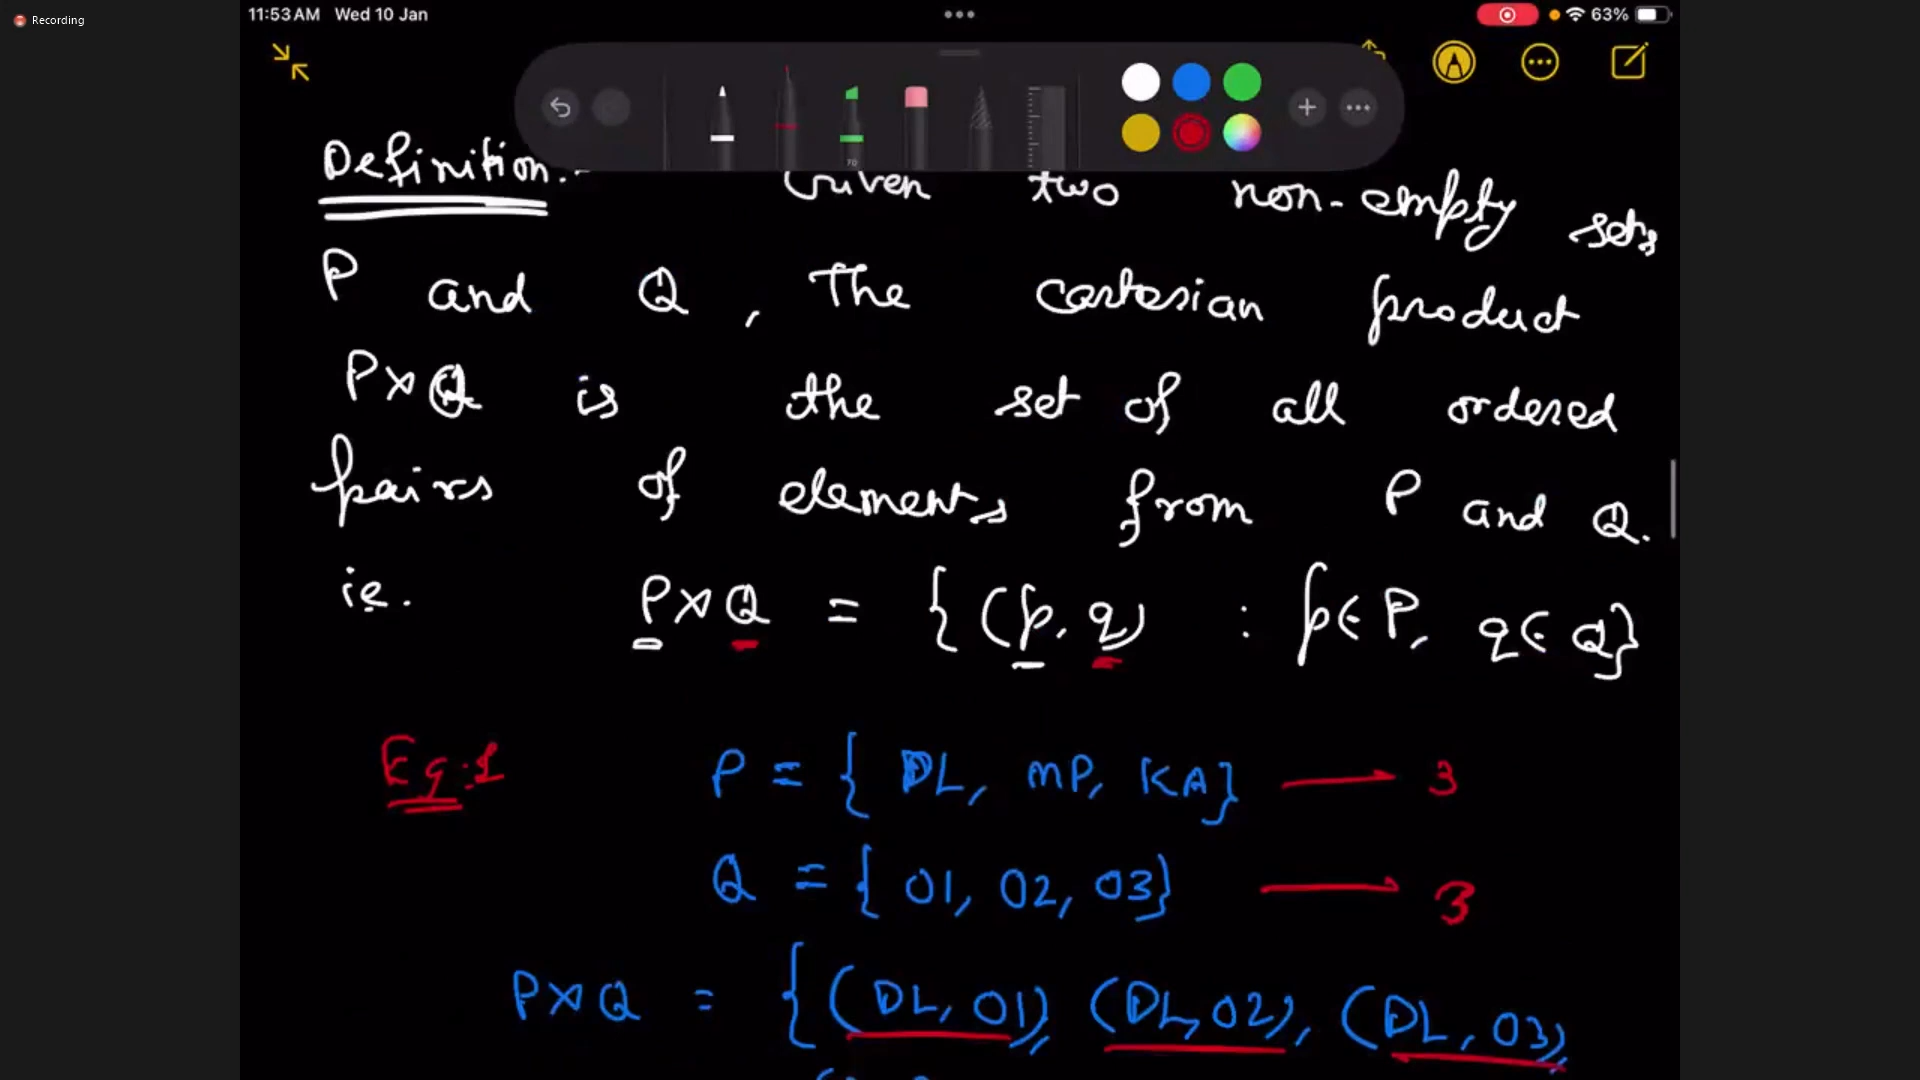 Recording
11:53 AM Wed 10 Jan
63%
70
Definition:- Given two non-empty sets
P and Q, The cartesian product
P×Q is the set of all ordered
pairs of elements from P and Q.
ie. P×Q = {(p, q) : p∈P, q∈Q}
Eg:1 P = {DL, MP, KA} → 3
Q = {01, 02, 03} → 3
P×Q = {(DL, 01), (DL, 02), (DL, 03),